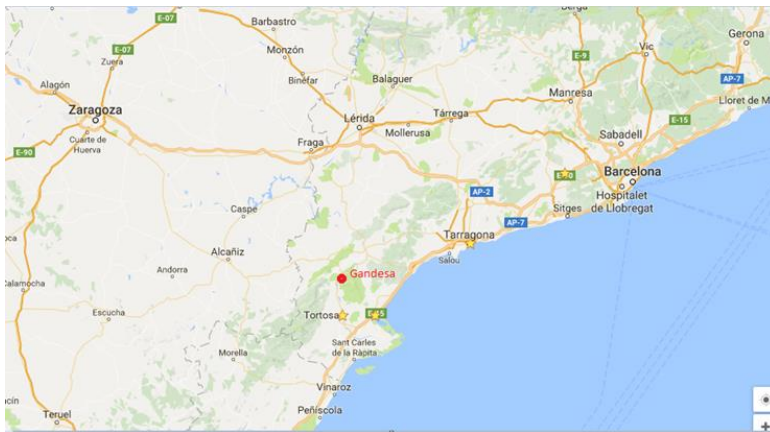 Berga
Barbastro
E-07
Gerona
Vic
Monzón
E-07
E-9
Zuera
AP-7
Binéfar
Balaguer
Alagón
Manresa
Lloret de M
Zaragoza
Tárrega
Lérida
E-15
Mollerusa
Sabadell
Cuarte de
Huerva
Fraga
E-90
Barcelona
AP-2
Hospitalet
de Llobregat
Caspe
Sitges
AP-7
Tarragona
Alcañiz
Salou
Andorra
Gandesa
Calamocha
Escucha
Tortosa
Sant Carles
de la Ràpita
Morella
Vinaroz
Peñíscola
Teruel